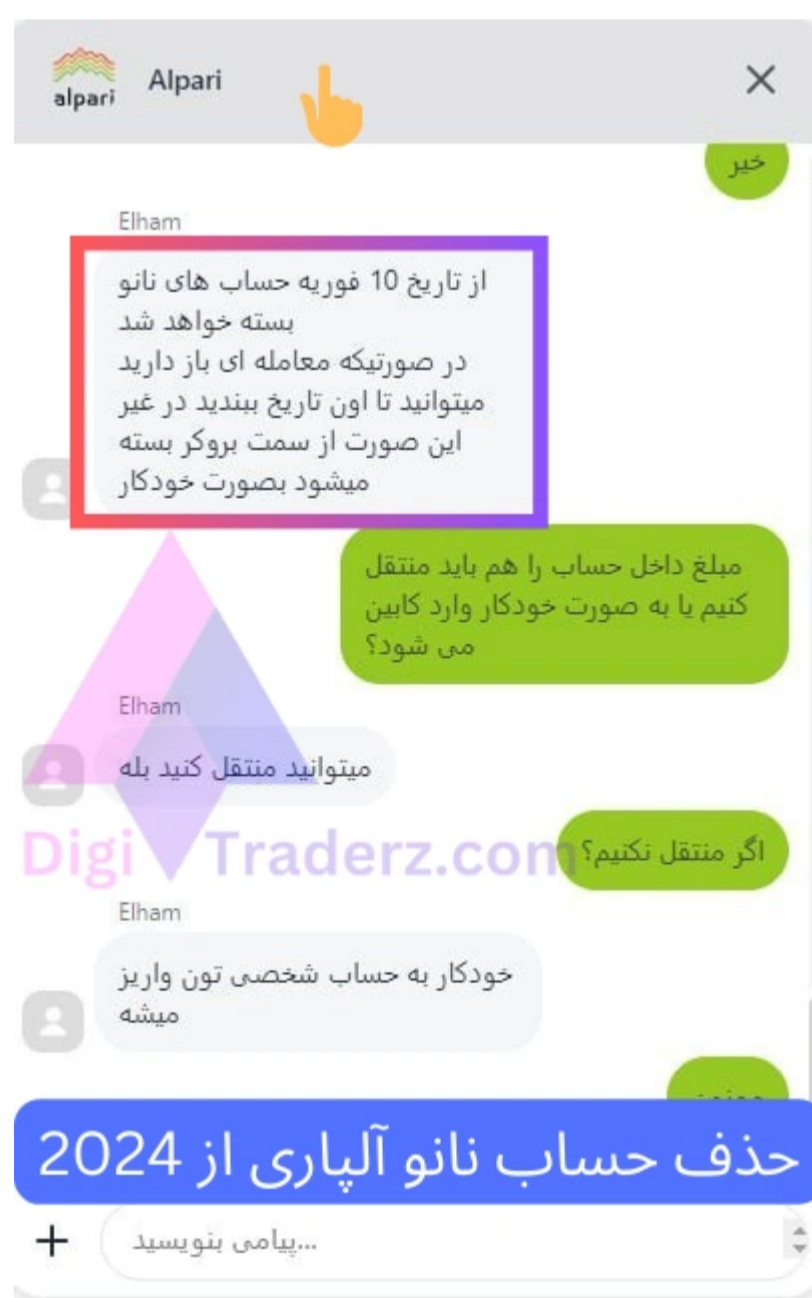 alpari
Alpari
خیر
Elham
از تاریخ 10 فوریه حساب های نانو
بسته خواهد شد
در صورتیکه معامله ای باز دارید
میتوانید تا اون تاریخ ببندید در غیر
این صورت از سمت بروکر بسته
میشود بصورت خودکار
مبلغ داخل حساب را هم باید منتقل
کنیم یا به صورت خودکار وارد کابین
می شود؟
Elham
میتوانید منتقل کنید بله
Digi Traderz.com
اگر منتقل نکنیم؟
Elham
خودکار به حساب شخصی تون واریز
میشه
حذف حساب نانو آلپاری از 2024
پیامی بنویسید...